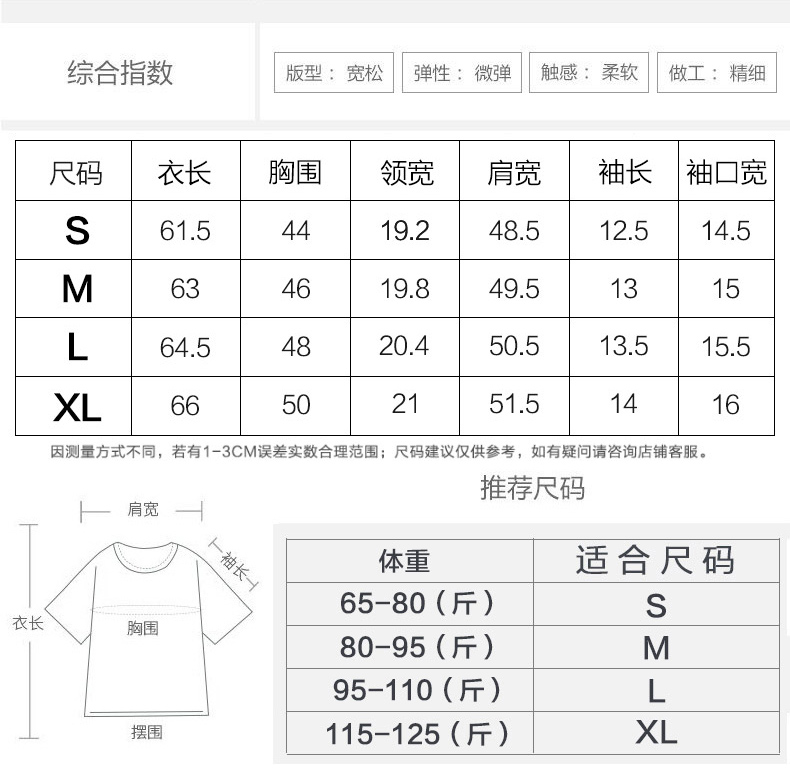 综合指数 版型：宽松 弹性：微弹 触感：柔软 做工：精细
尺码 衣长 胸围 领宽 肩宽 袖长 袖口宽
S 61.5 44 19.2 48.5 12.5 14.5
M 63 46 19.8 49.5 13 15
L 64.5 48 20.4 50.5 13.5 15.5
XL 66 50 21 51.5 14 16
因测量方式不同，若有1-3CM误差实数合理范围；尺码建议仅供参考，如有疑问请咨询店铺客服。
推荐尺码
肩宽
袖长
衣长
胸围
摆围
体重 适合尺码
65-80（斤） S
80-95（斤） M
95-110（斤） L
115-125（斤） XL